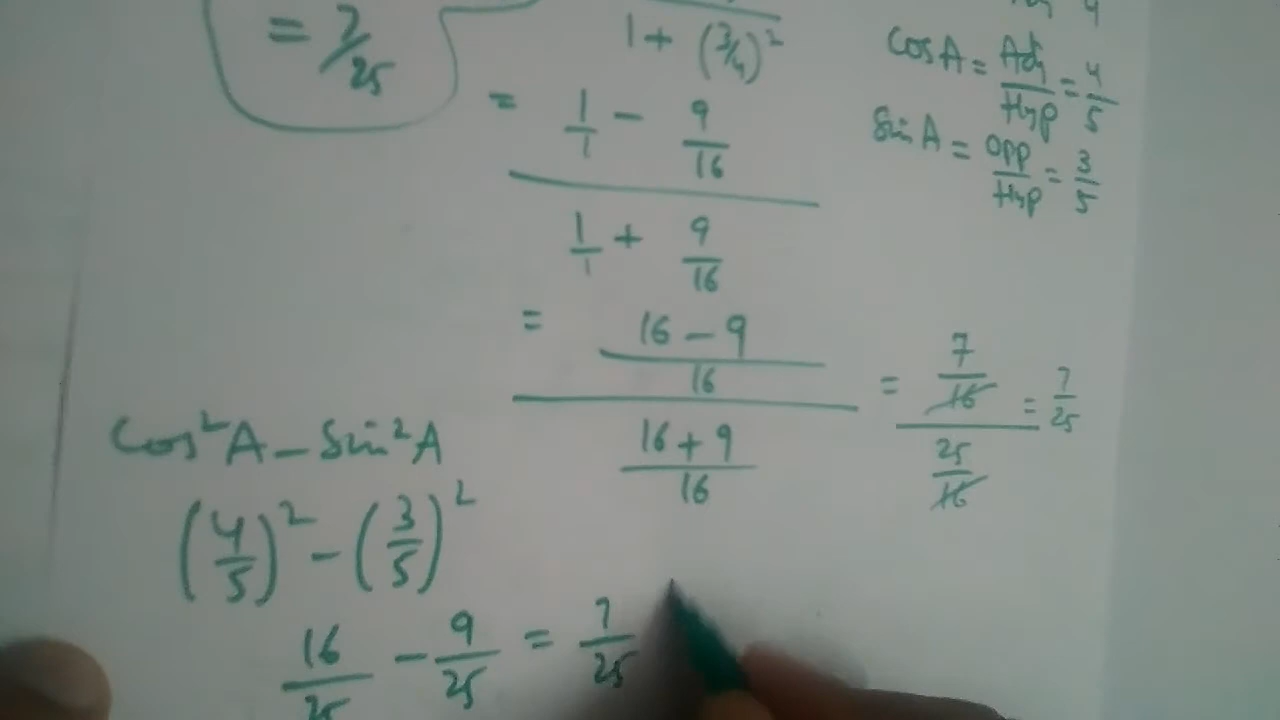 = 7/25
1 + (3/4)²
= 1/1 - 9/16
1/1 + 9/16
= 16 - 9
16
16 + 9
16
= 7/16
25/16
= 7/25
Cos A = Adj/Hyp = 4/5
Sin A = Opp/Hyp = 3/5
Cos²A - Sin²A
(4/5)² - (3/5)²
16/25 - 9/25 = 7/25